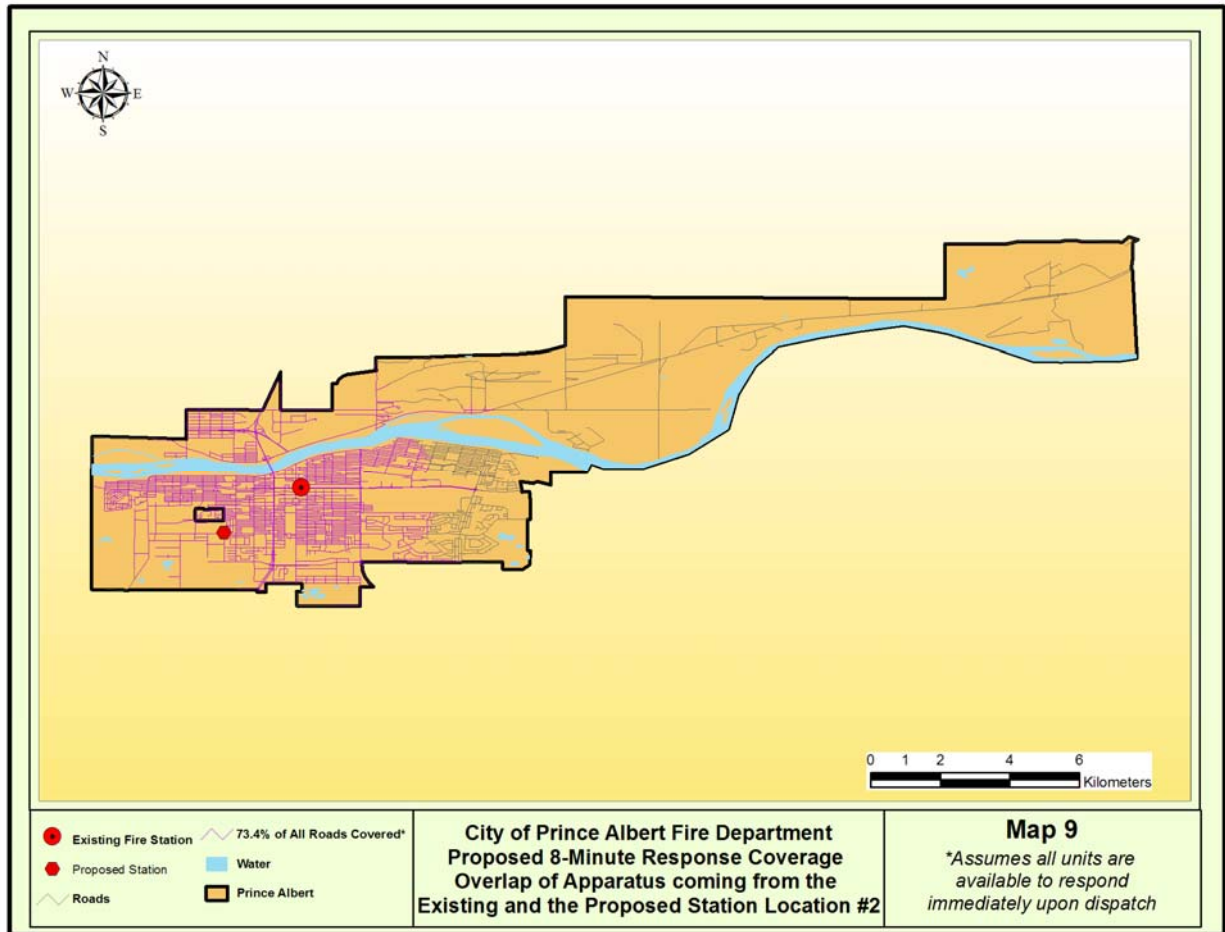 N
W E
S
0 1 2 4 6
Kilometers
Existing Fire Station
Proposed Station
Roads
73.4% of All Roads Covered*
Water
Prince Albert
City of Prince Albert Fire Department
Proposed 8-Minute Response Coverage
Overlap of Apparatus coming from the
Existing and the Proposed Station Location #2
Map 9
*Assumes all units are
available to respond
immediately upon dispatch